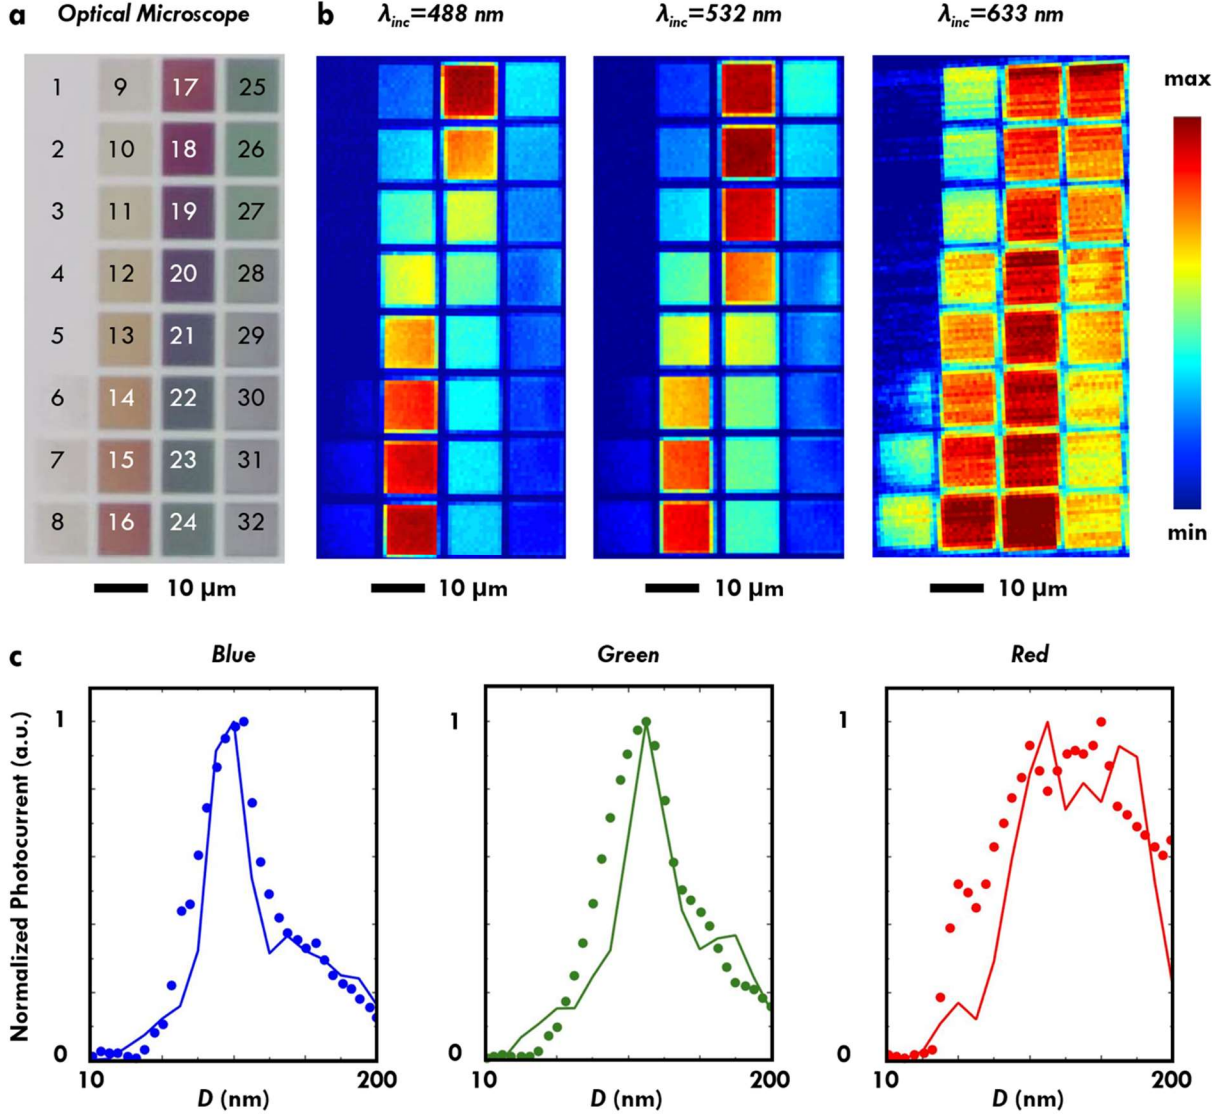 a Optical Microscope b λinc=488 nm λinc=532 nm λinc=633 nm
max
1 9 17 25
2 10 18 26
3 11 19 27
4 12 20 28
5 13 21 29
6 14 22 30
7 15 23 31
8 16 24 32
min
10 μm 10 μm 10 μm 10 μm
c Blue Green Red
Normalized Photocurrent (a.u.)
1 1 1
0 0 0
10 200 10 200 10 200
D (nm) D (nm) D (nm)